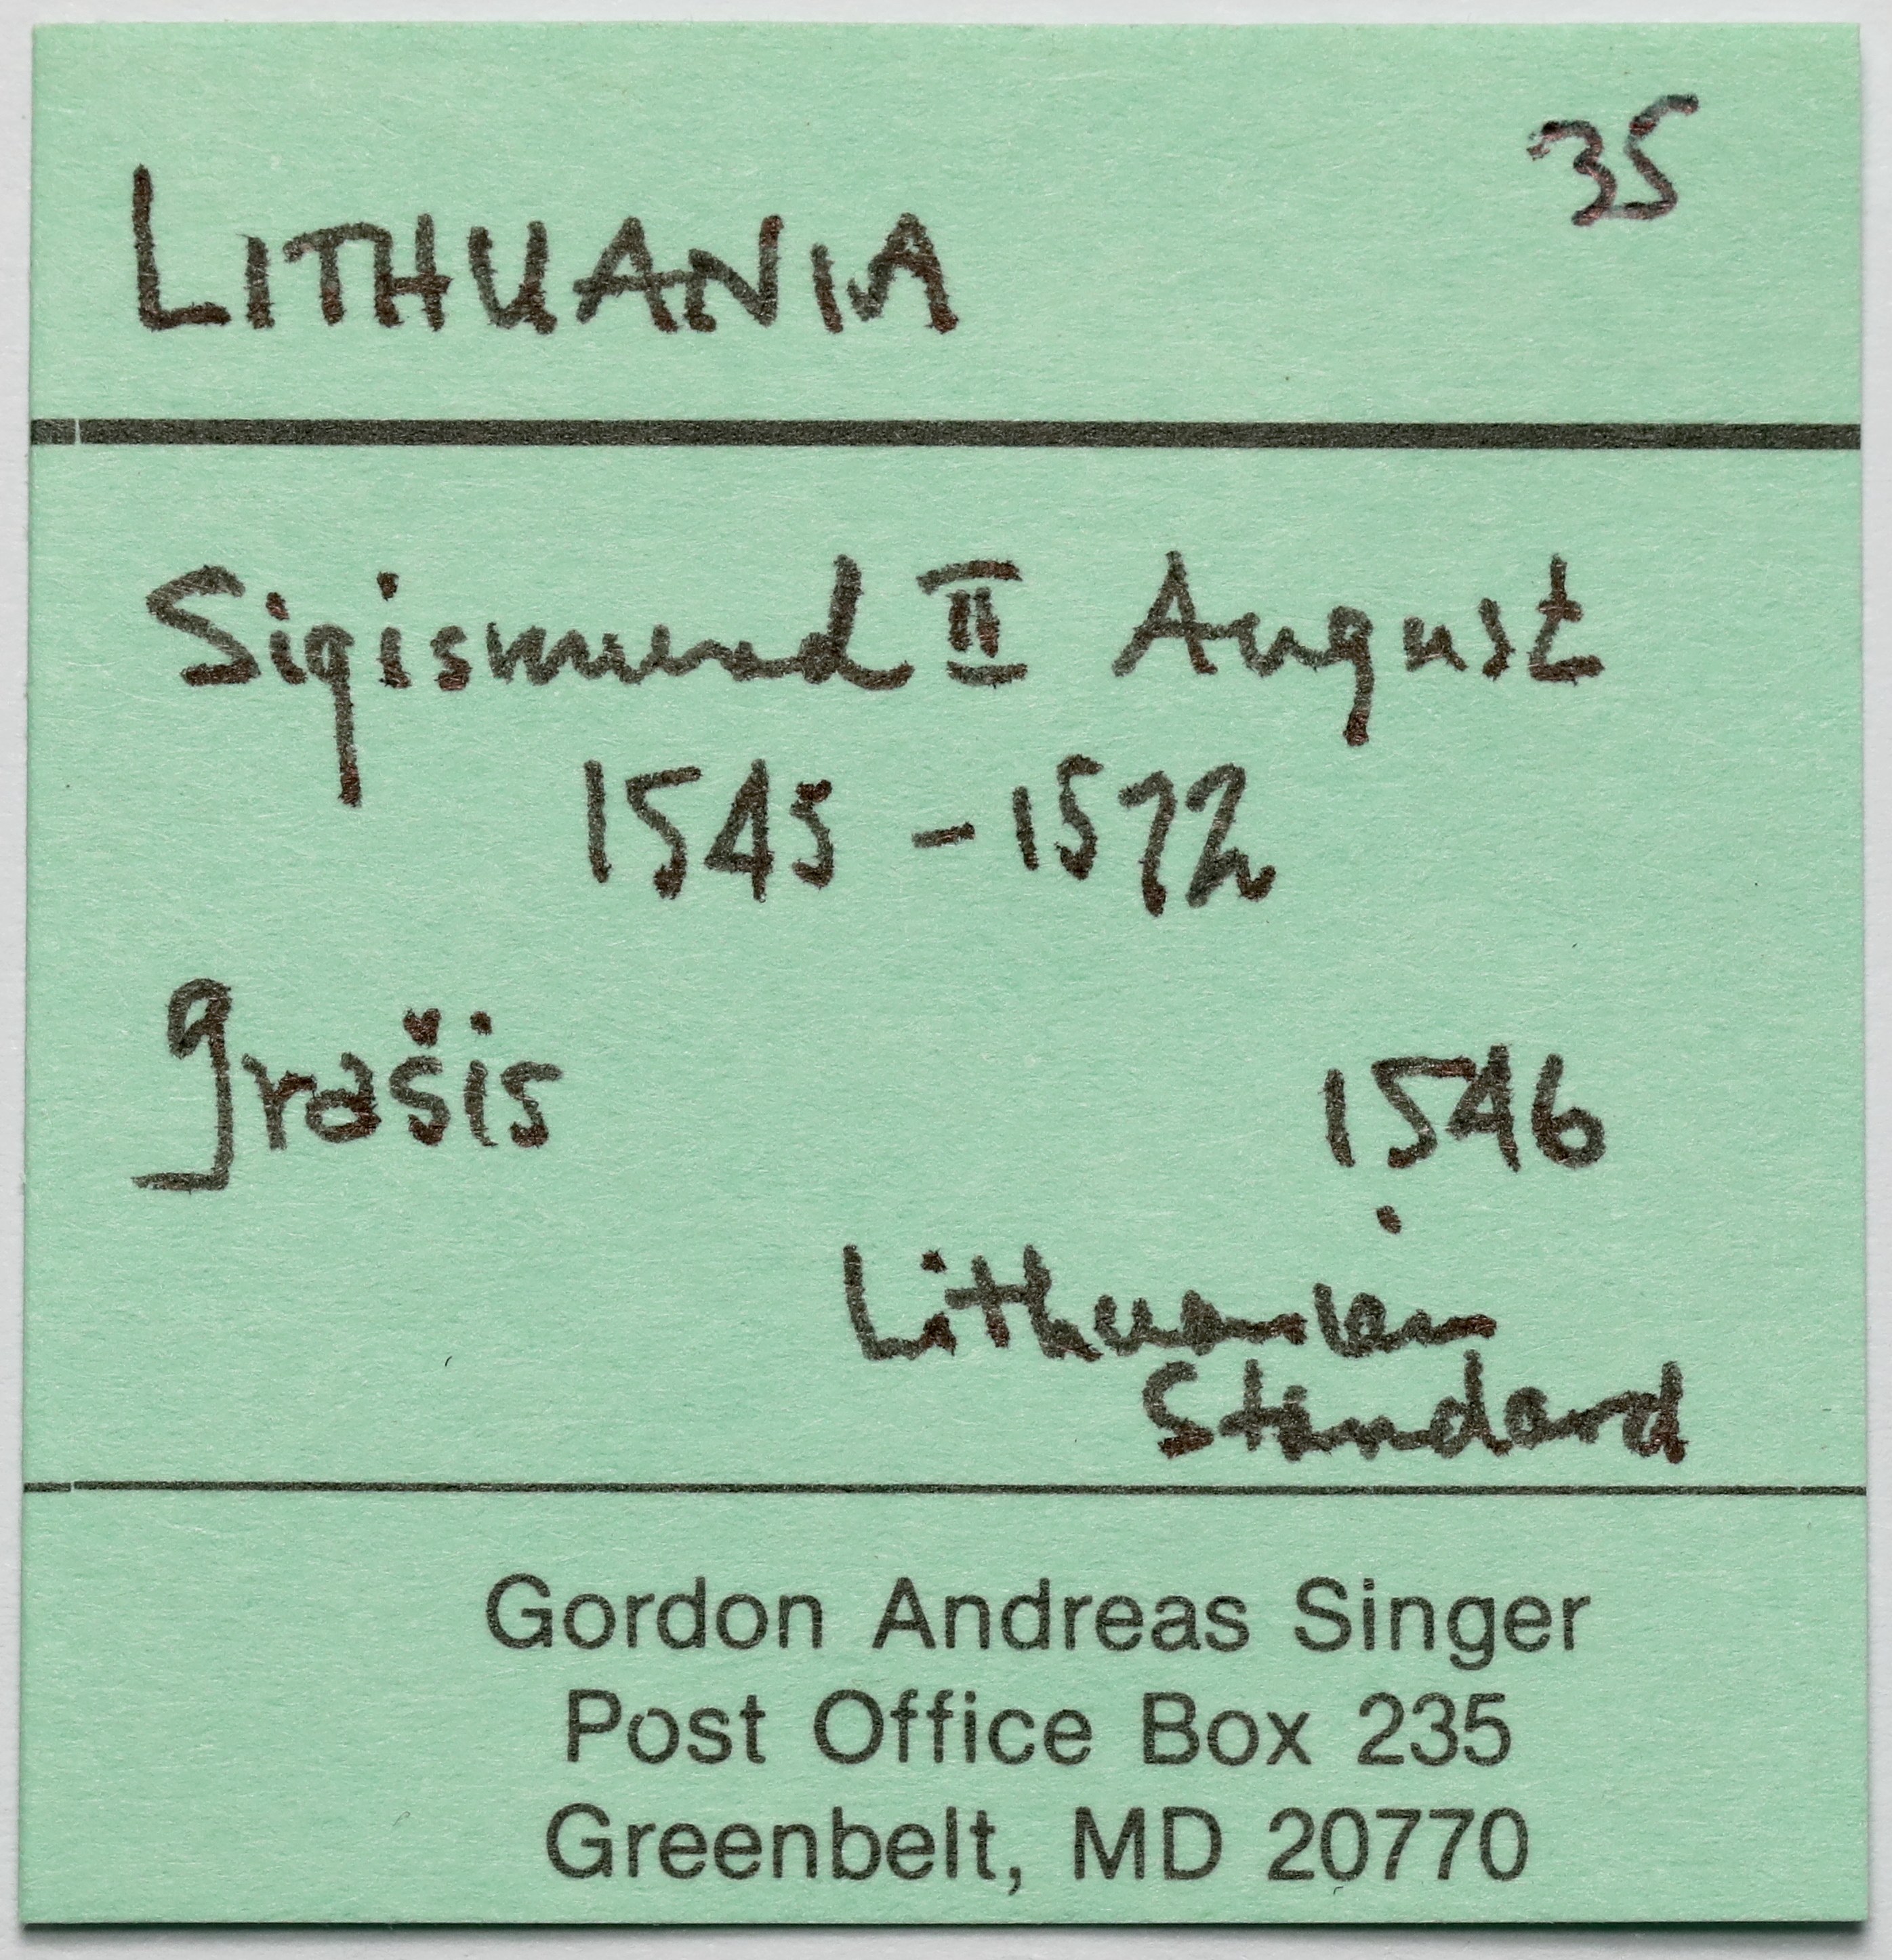 35
LITHUANIA
Sigismund II August
1545 - 1572
grašis
1546
Lithuanian
Standard
Gordon Andreas Singer
Post Office Box 235
Greenbelt, MD 20770